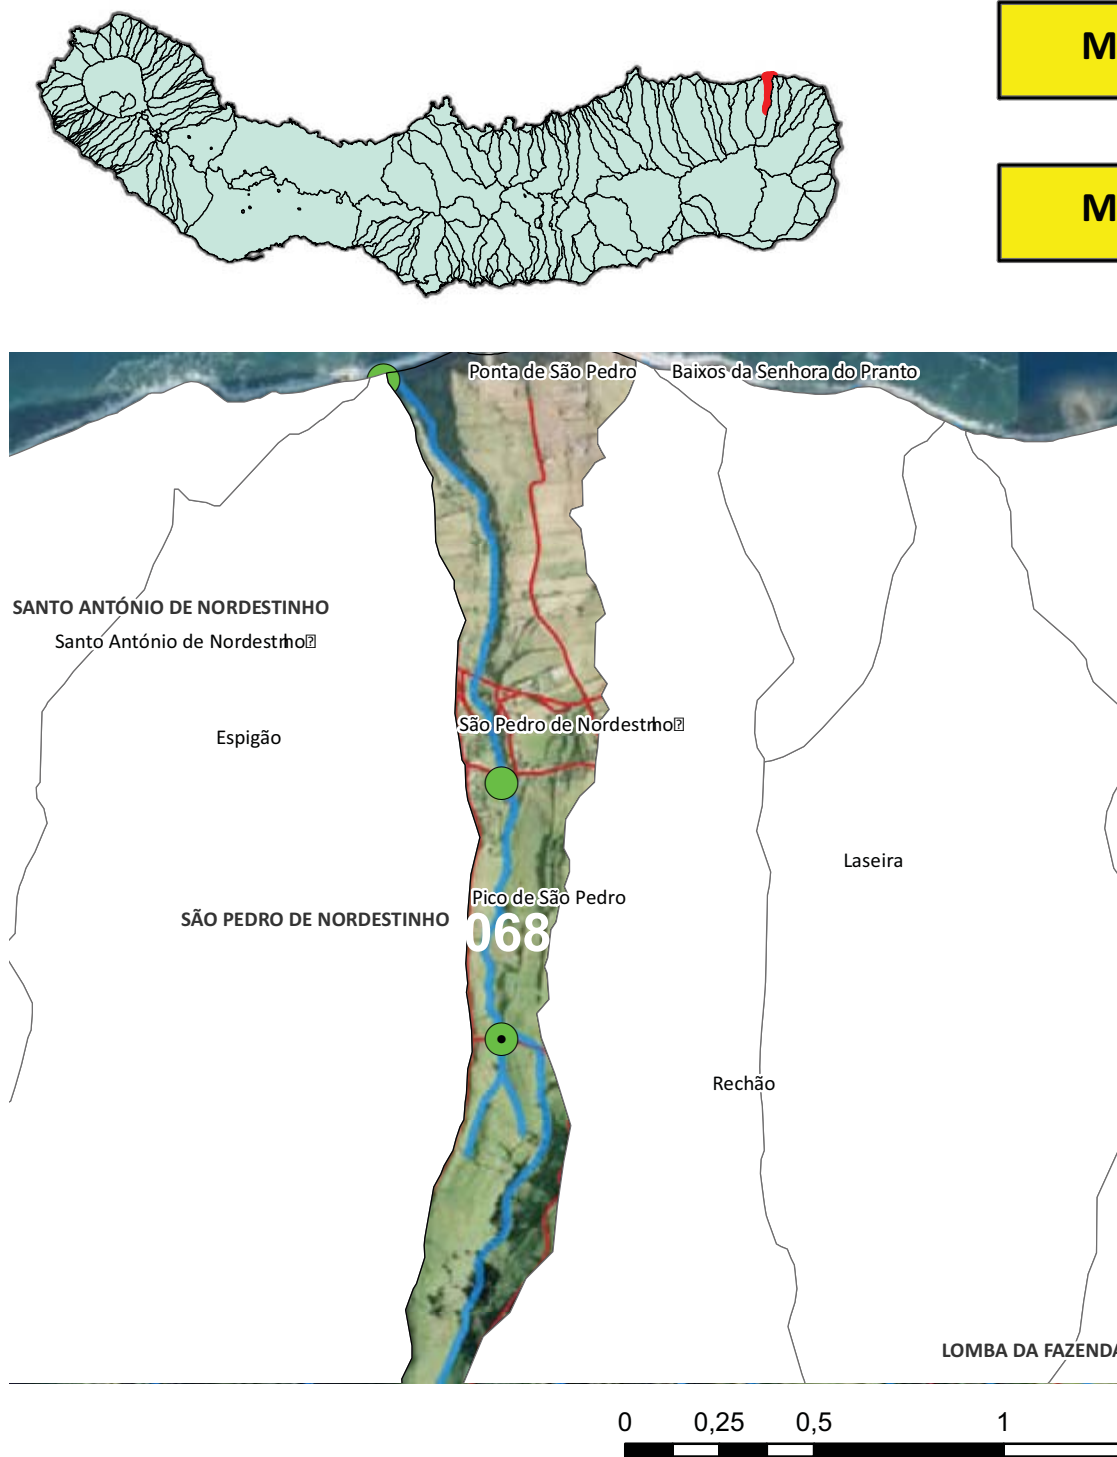 M
M
Ponta de São Pedro
Baixos da Senhora do Pranto
SANTO ANTÓNIO DE NORDESTINHO
Santo António de Nordestnho
São Pedro de Nordestnho
Espigão
Laseira
Pico de São Pedro
SÃO PEDRO DE NORDESTINHO
068
Rechão
LOMBA DA FAZENDA
0 0,25 0,5 1